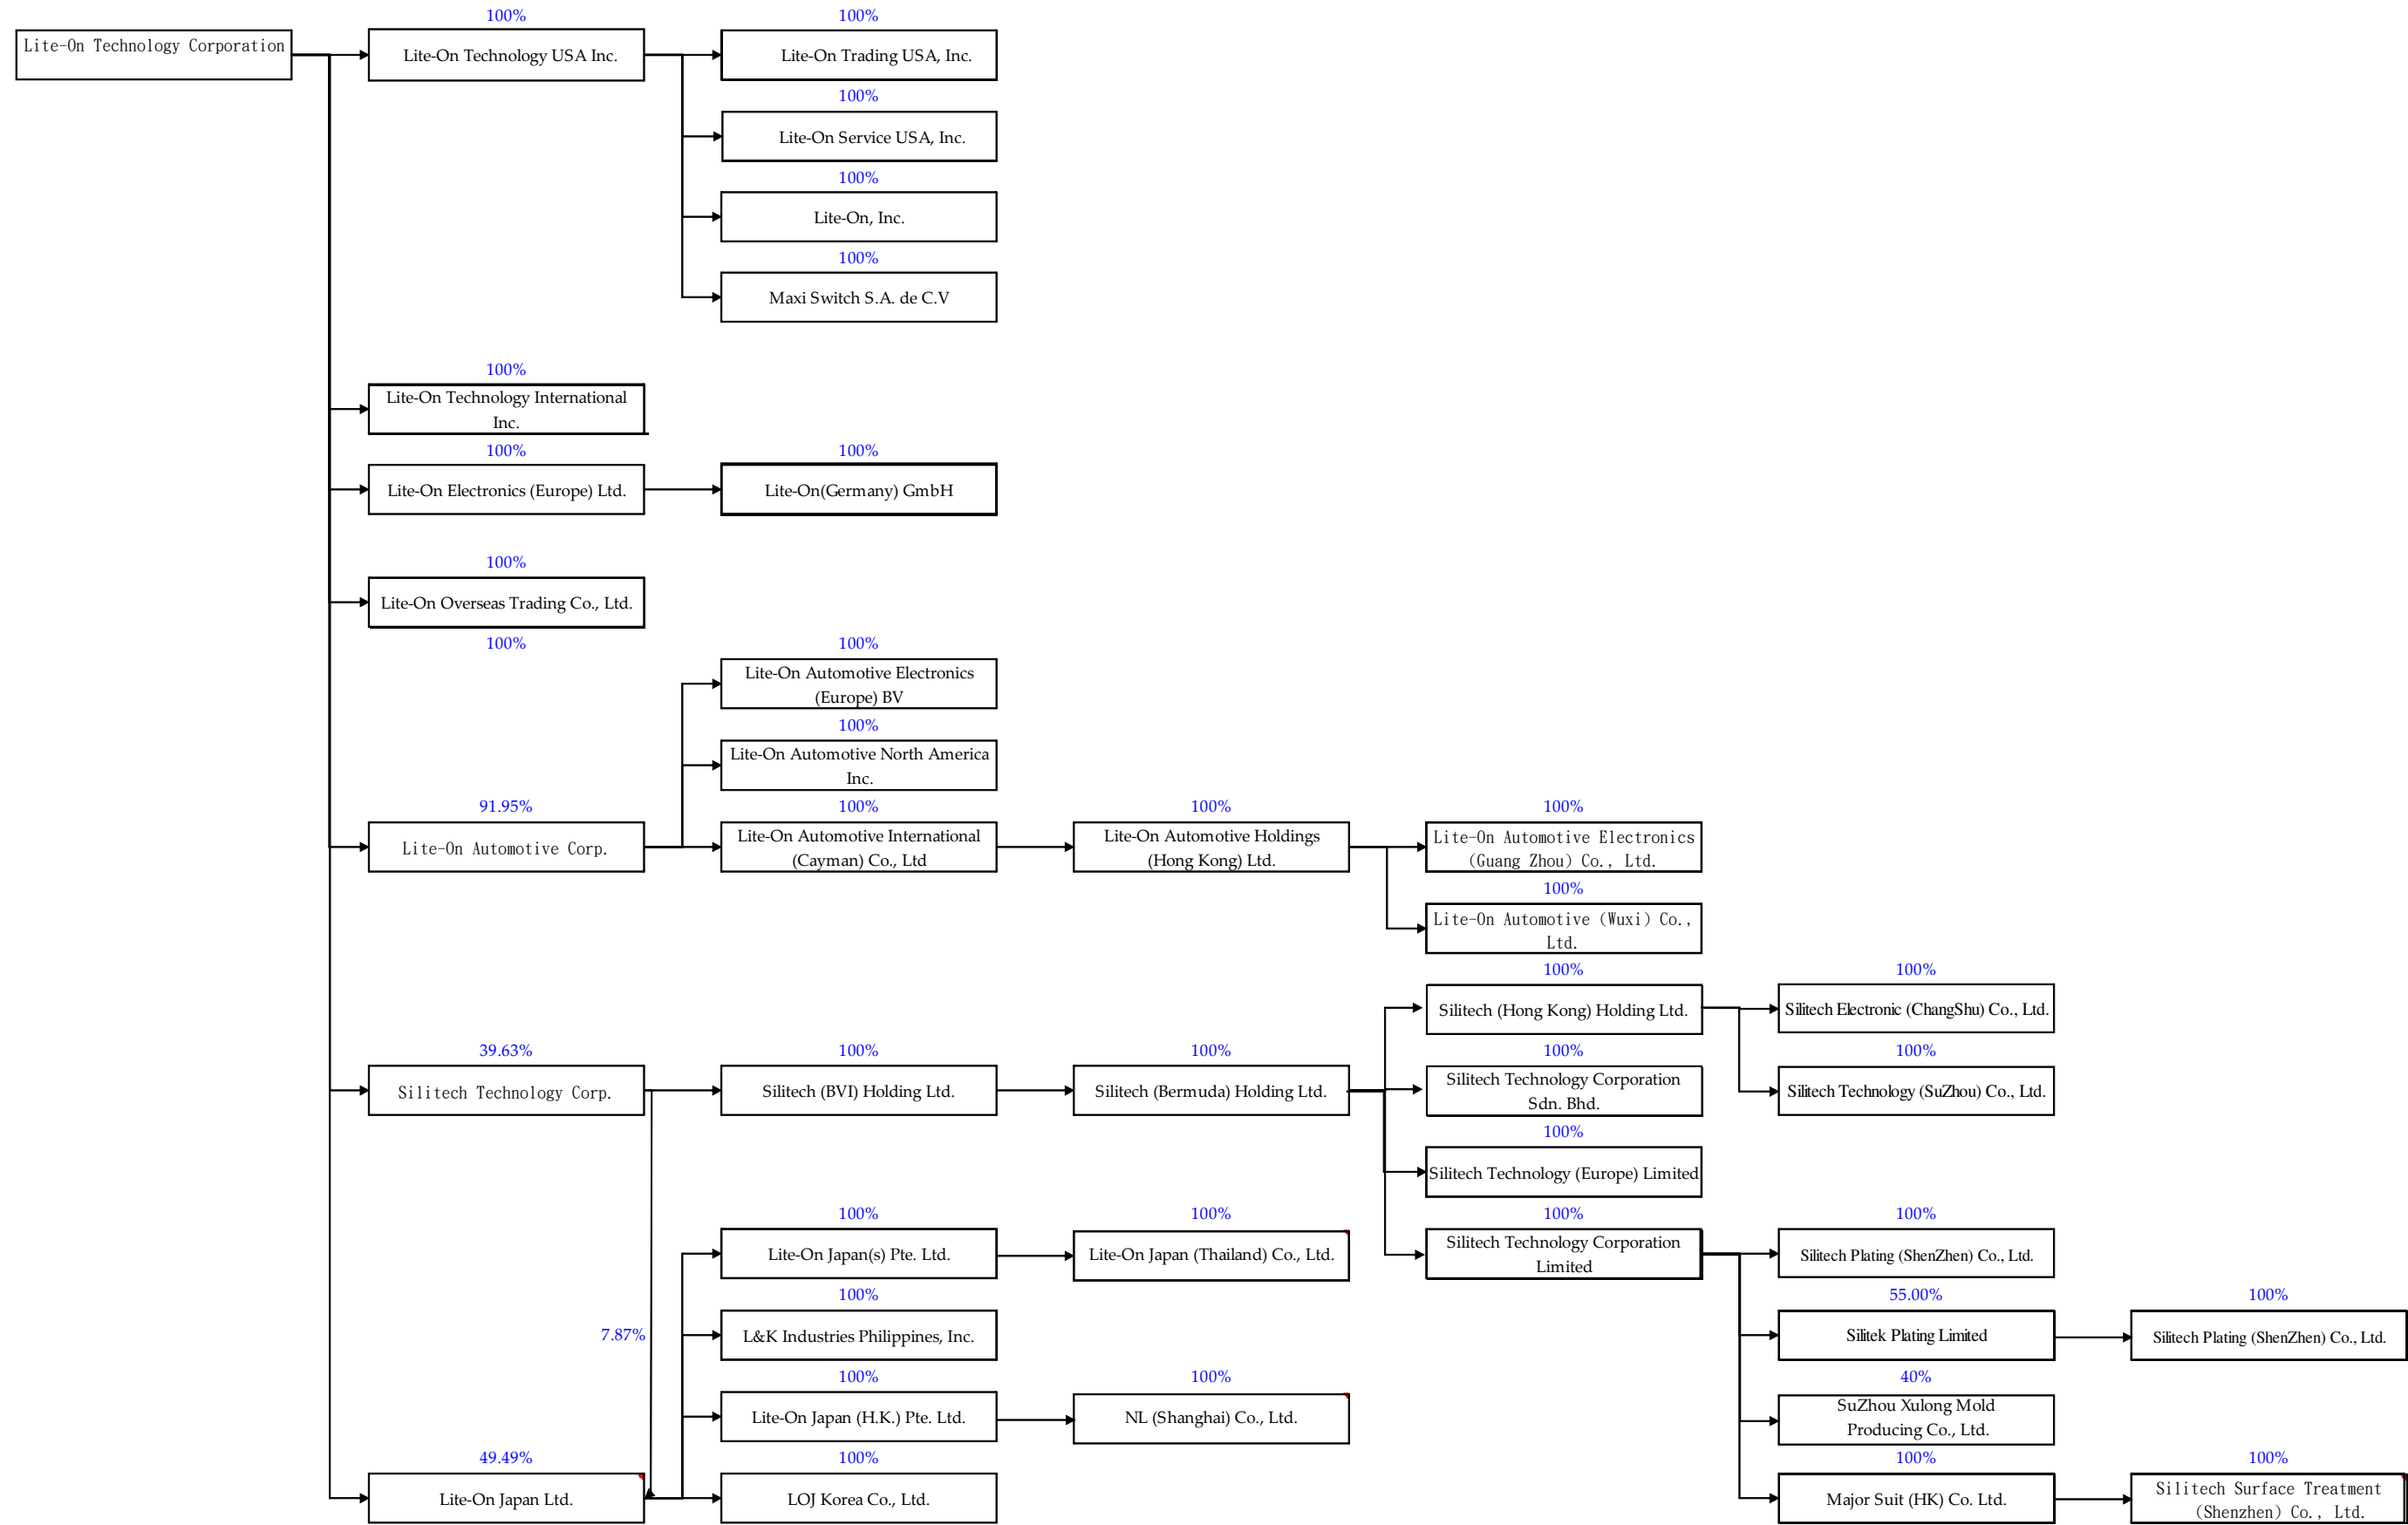 100%
100%
Lite-On Technology Corporation
Lite-On Technology USA Inc.
Lite-On Trading USA, Inc.
100%
Lite-On Service USA, Inc.
100%
Lite-On, Inc.
100%
Maxi Switch S.A. de C.V
100%
Lite-On Technology International
Inc.
100%
100%
Lite-On Electronics (Europe) Ltd.
Lite-On(Germany) GmbH
100%
Lite-On Overseas Trading Co., Ltd.
100%
100%
Lite-On Automotive Electronics
(Europe) BV
100%
Lite-On Automotive North America
Inc.
91.95%
100%
100%
100%
Lite-On Automotive Corp.
Lite-On Automotive International
(Cayman) Co., Ltd
Lite-On Automotive Holdings
(Hong Kong) Ltd.
Lite-On Automotive Electronics
(Guang Zhou) Co., Ltd.
100%
Lite-On Automotive (Wuxi) Co.,
Ltd.
100%
100%
Silitech (Hong Kong) Holding Ltd.
Silitech Electronic (ChangShu) Co., Ltd.
39.63%
100%
100%
100%
100%
Silitech Technology Corp.
Silitech (BVI) Holding Ltd.
Silitech (Bermuda) Holding Ltd.
Silitech Technology Corporation
Sdn. Bhd.
Silitech Technology (SuZhou) Co., Ltd.
100%
Silitech Technology (Europe) Limited
100%
100%
100%
100%
Lite-On Japan(s) Pte. Ltd.
Lite-On Japan (Thailand) Co., Ltd.
Silitech Technology Corporation
Limited
Silitech Plating (ShenZhen) Co., Ltd.
100%
55.00%
100%
7.87%
L&K Industries Philippines, Inc.
Silitek Plating Limited
Silitech Plating (ShenZhen) Co., Ltd.
100%
100%
40%
Lite-On Japan (H.K.) Pte. Ltd.
NL (Shanghai) Co., Ltd.
SuZhou Xulong Mold
Producing Co., Ltd.
49.49%
100%
100%
100%
Lite-On Japan Ltd.
LOJ Korea Co., Ltd.
Major Suit (HK) Co. Ltd.
Silitech Surface Treatment
(Shenzhen) Co., Ltd.